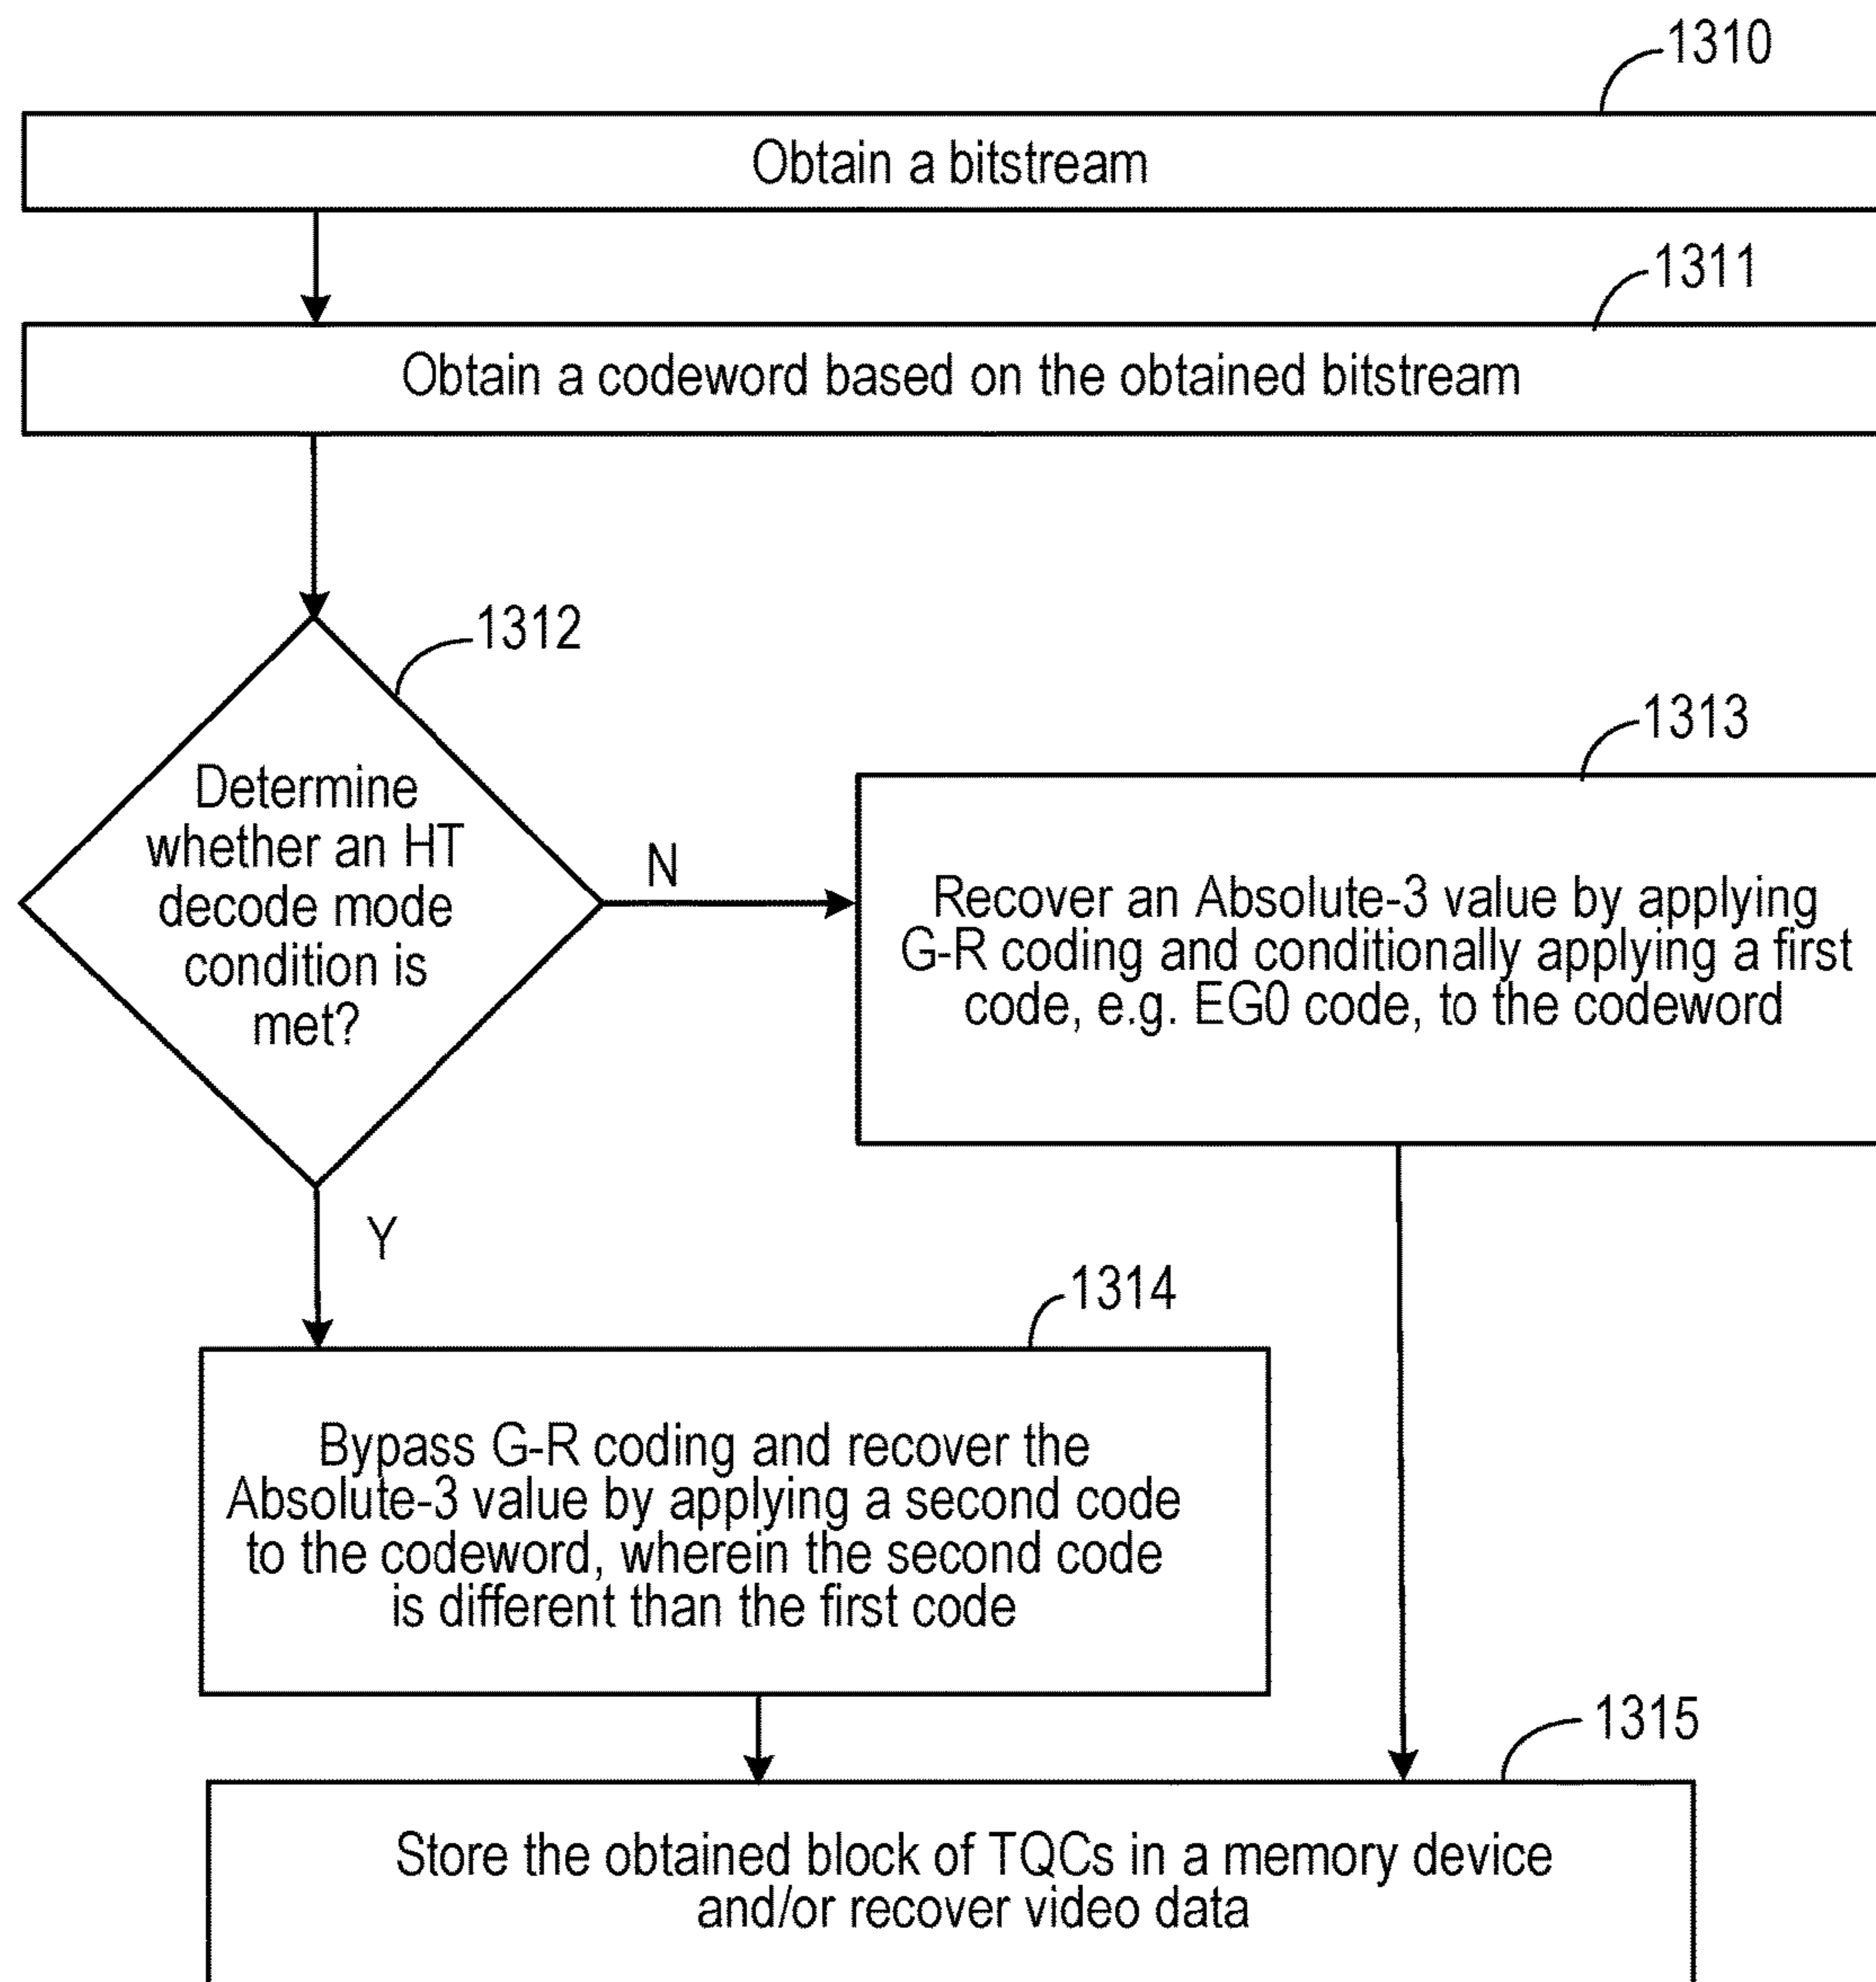 1310
Obtain a bitstream
1311
Obtain a codeword based on the obtained bitstream
1312
Determine
whether an HT
decode mode
condition is
met?
N
1313
Recover an Absolute-3 value by applying
G-R coding and conditionally applying a first
code, e.g. EG0 code, to the codeword
Y
1314
Bypass G-R coding and recover the
Absolute-3 value by applying a second code
to the codeword, wherein the second code
is different than the first code
1315
Store the obtained block of TQCs in a memory device
and/or recover video data